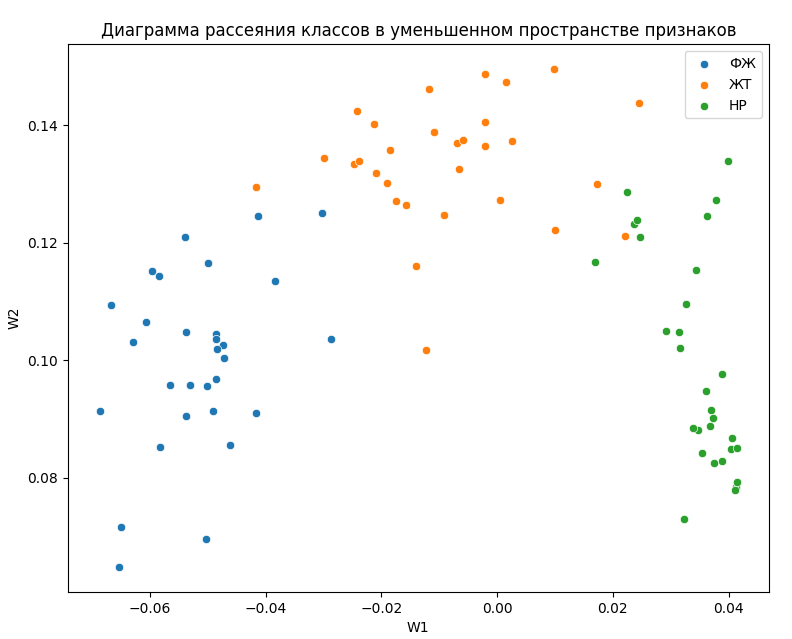 Диаграмма рассеяния классов в уменьшенном пространстве признаков
ФЖ
ЖТ
НР
0.14
0.12
0.10
0.08
W2
−0.06
−0.04
−0.02
0.00
0.02
0.04
W1